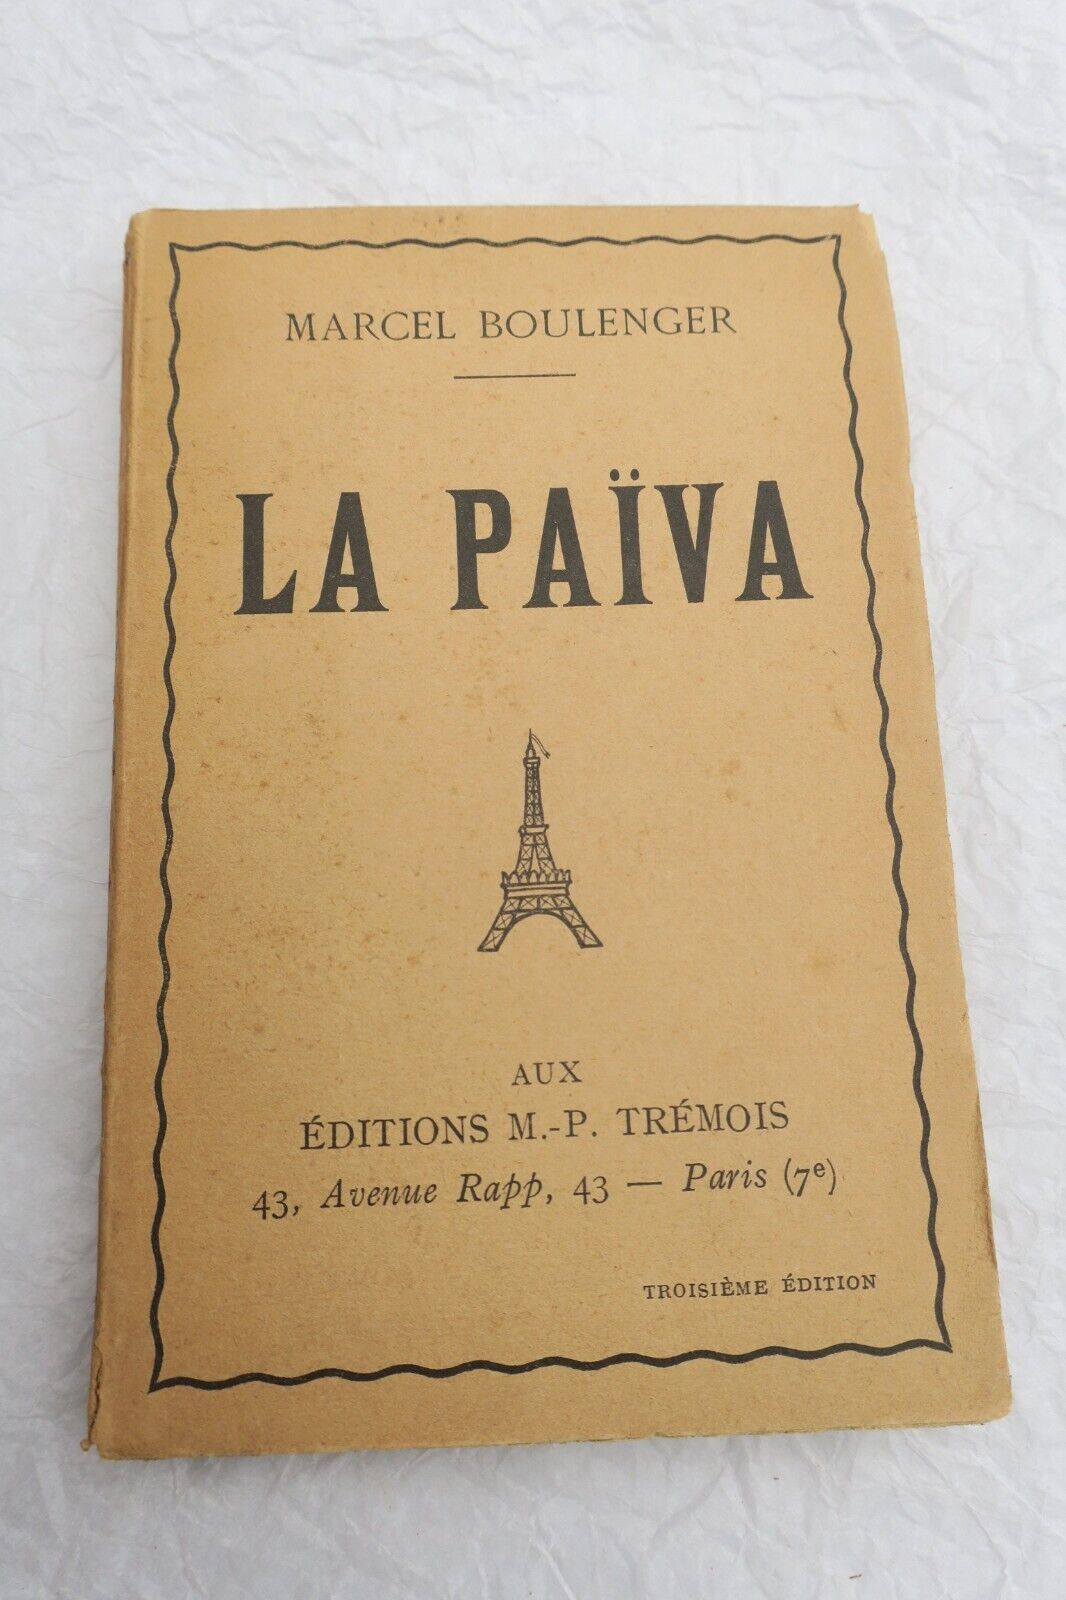 MARCEL BOULENGER
LA PAÏVA
AUX
ÉDITIONS M.-P. TRÉMOIS
43, Avenue Rapp, 43 — Paris (7e)
TROISIÈME ÉDITION